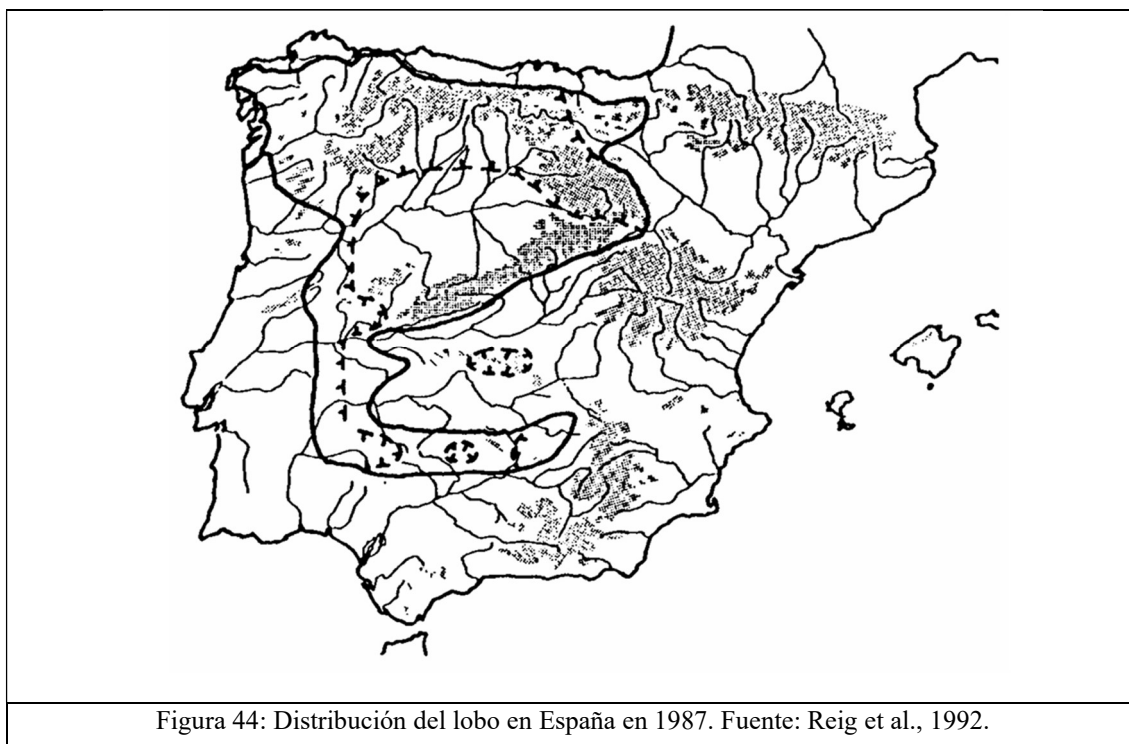 Figura 44: Distribución del lobo en España en 1987. Fuente: Reig et al., 1992.